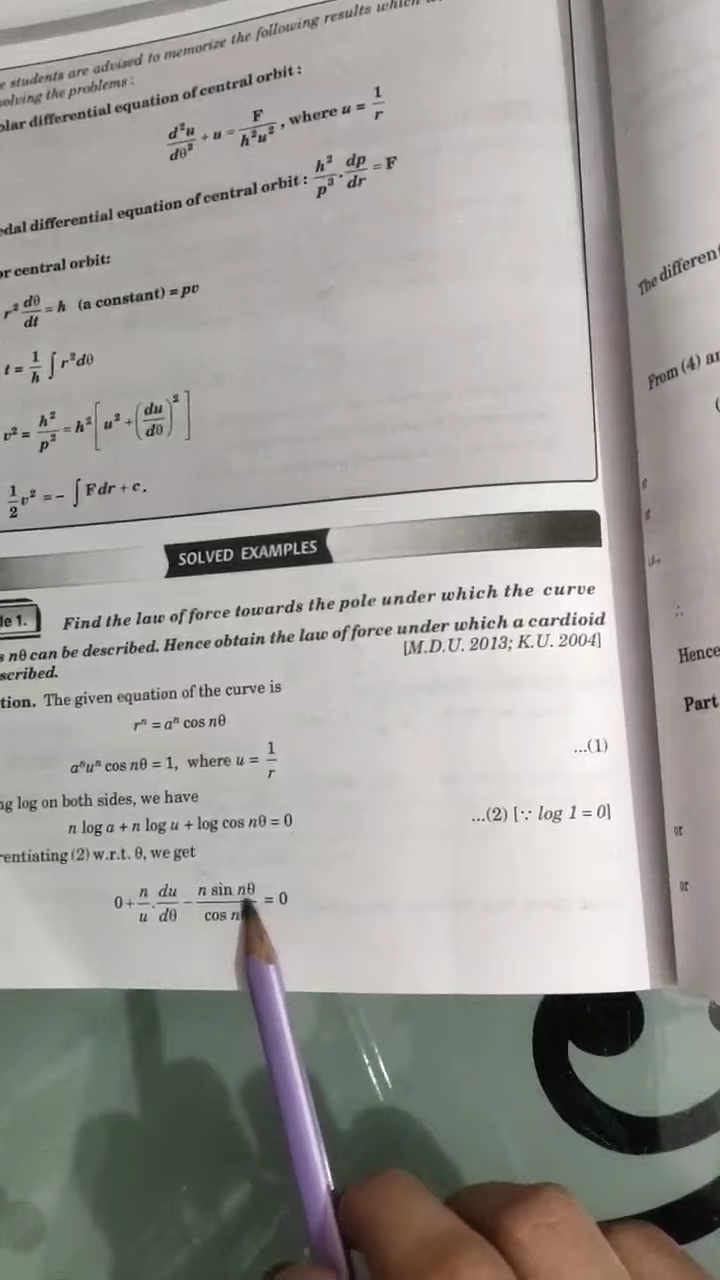 students are advised to memorize the following results which
olving the problems :
lar differential equation of central orbit :
d²u/dθ² + u = F/h²u², where u = 1/r
dal differential equation of central orbit : h²/p³ . dp/dr = F
r central orbit:
r² dθ/dt = h (a constant) = pv
t = 1/h ∫ r²dθ
v² = h²/p² = h² [u² + (du/dθ)²]
1/2 v² = – ∫ Fdr + c.
SOLVED EXAMPLES
le 1. Find the law of force towards the pole under which the curve
s nθ can be described. Hence obtain the law of force under which a cardioid
scribed. [M.D.U. 2013; K.U. 2004]
tion. The given equation of the curve is
rⁿ = aⁿ cos nθ
aⁿuⁿ cos nθ = 1, where u = 1/r ...(1)
ng log on both sides, we have
n log a + n log u + log cos nθ = 0 ...(2) [∵ log 1 = 0]
rentiating (2) w.r.t. θ, we get
0 + n/u . du/dθ – n sin nθ/cos n = 0
The differen
From (4) a
(
∴
Hence
Part
or
or